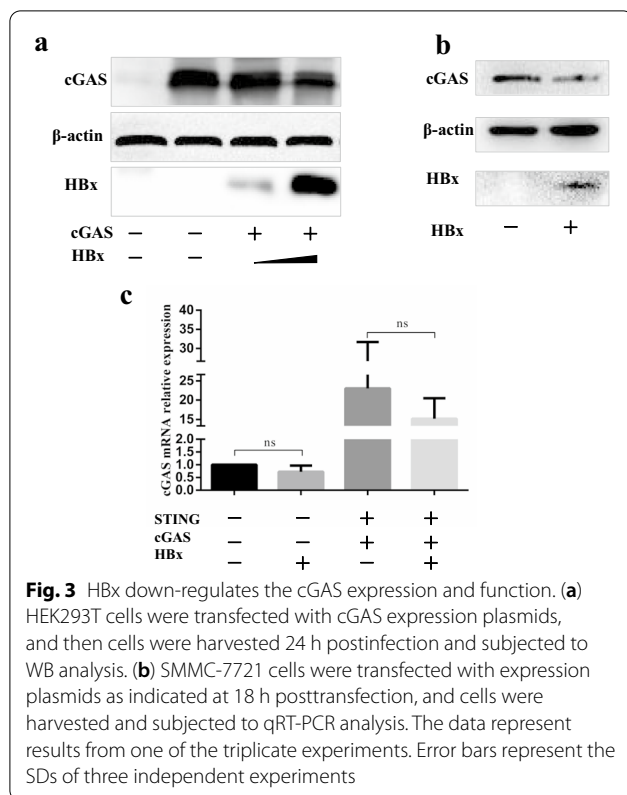 a
cGAS
β-actin
HBx
cGAS − − + +
HBx − −
b
cGAS
β-actin
HBx
HBx − +
c
cGAS mRNA relative expression
40
35
30
25
20
15
2.0
1.5
1.0
0.5
0.0
ns
ns
STING − − + +
cGAS − − + +
HBx − + − +
Fig. 3 HBx down-regulates the cGAS expression and function. (a)
HEK293T cells were transfected with cGAS expression plasmids,
and then cells were harvested 24 h postinfection and subjected to
WB analysis. (b) SMMC-7721 cells were transfected with expression
plasmids as indicated at 18 h posttransfection, and cells were
harvested and subjected to qRT-PCR analysis. The data represent
results from one of the triplicate experiments. Error bars represent the
SDs of three independent experiments